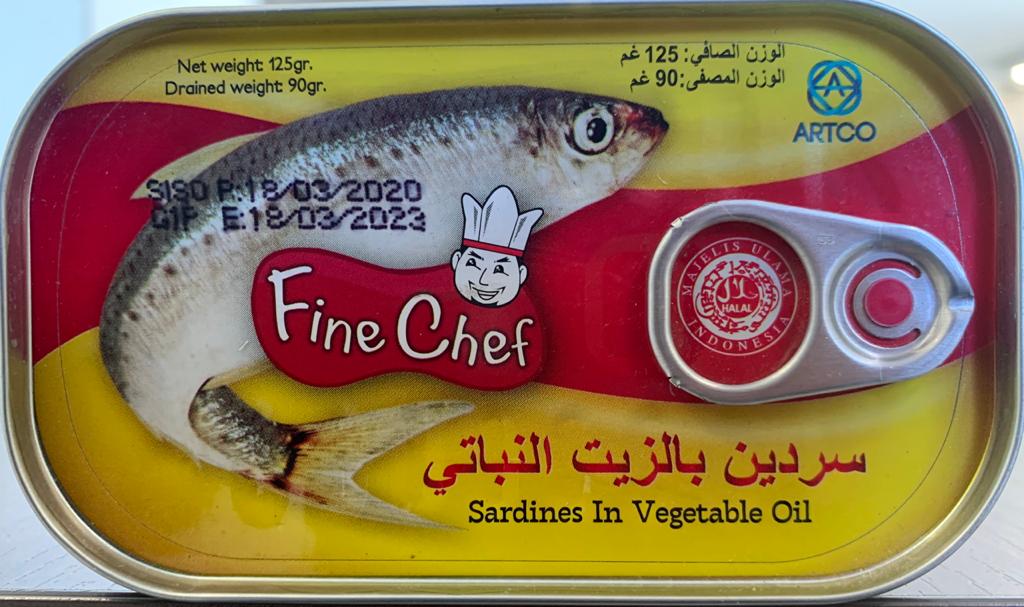 Net weight 125gr.
Drained weight 90gr.
الوزن الصافي: 125 غم
الوزن المصفى: 90 غم
ARTCO
SISO P:18/03/2020
G1P E:18/03/2023
Fine Chef
MAJELIS ULAMA
حلال
HALAL
INDONESIA
سردين بالزيت النباتي
Sardines In Vegetable Oil